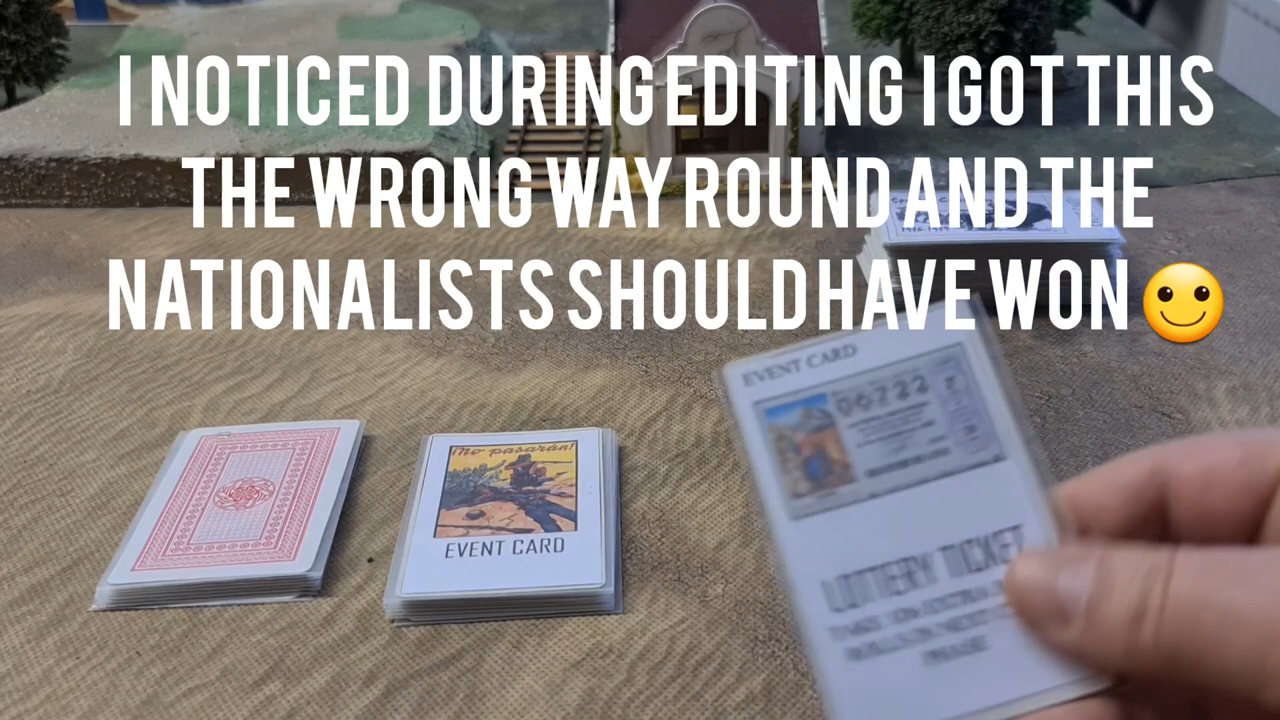 I NOTICED DURING EDITING I GOT THIS
THE WRONG WAY ROUND AND THE
NATIONALISTS SHOULD HAVE WON 🙂
EVENT CARD
06722
LOTTERY TICKET
¡No pasarán!
EVENT CARD